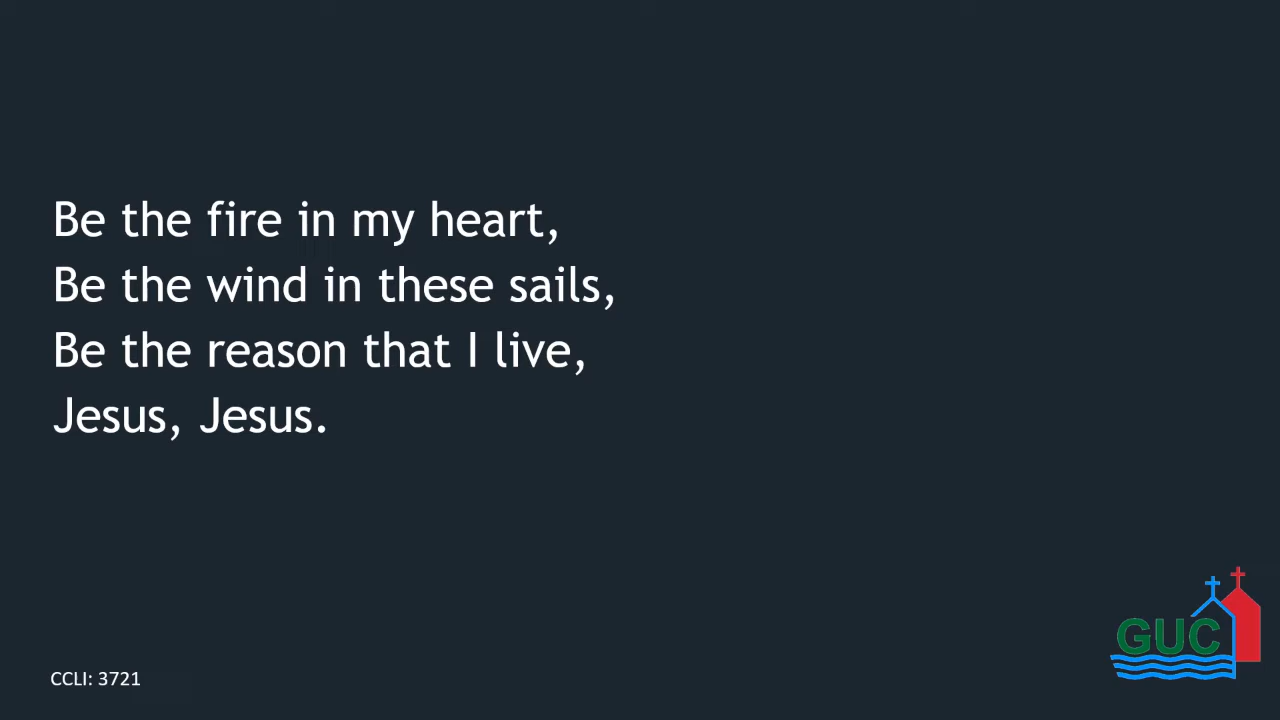 Be the fire in my heart,
Be the wind in these sails,
Be the reason that I live,
Jesus, Jesus.
GUC
CCLI: 3721